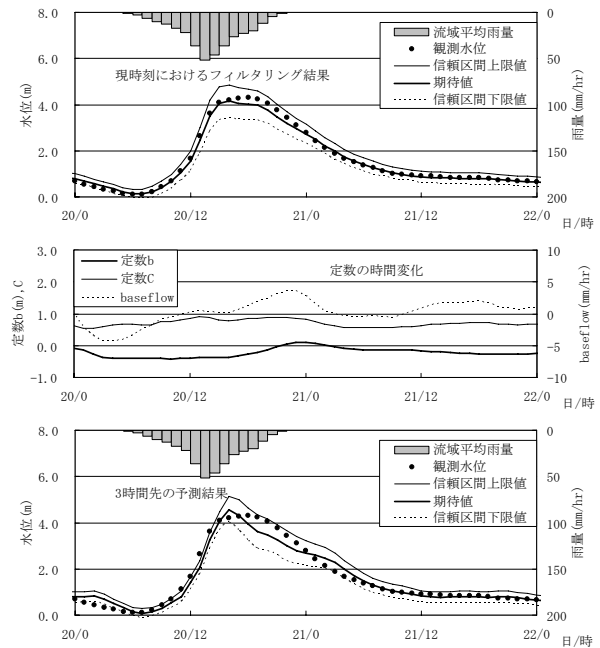 8.0
6.0
4.0
2.0
0.0
水位(m)
0
50
100
150
200
雨量(mm/hr)
流域平均雨量
観測水位
信頼区間上限値
期待値
信頼区間下限値
現時刻におけるフィルタリング結果
20/0 20/12 21/0 21/12 22/0
日/時
3.0
2.0
1.0
0.0
-1.0
定数b(m),C
10
5
0
-5
-10
baseflow(mm/hr)
定数b
定数C
baseflow
定数の時間変化
20/0 20/12 21/0 21/12 22/0
日/時
8.0
6.0
4.0
2.0
0.0
水位(m)
0
50
100
150
200
雨量(mm/hr)
流域平均雨量
観測水位
信頼区間上限値
期待値
信頼区間下限値
3時間先の予測結果
20/0 20/12 21/0 21/12 22/0
日/時